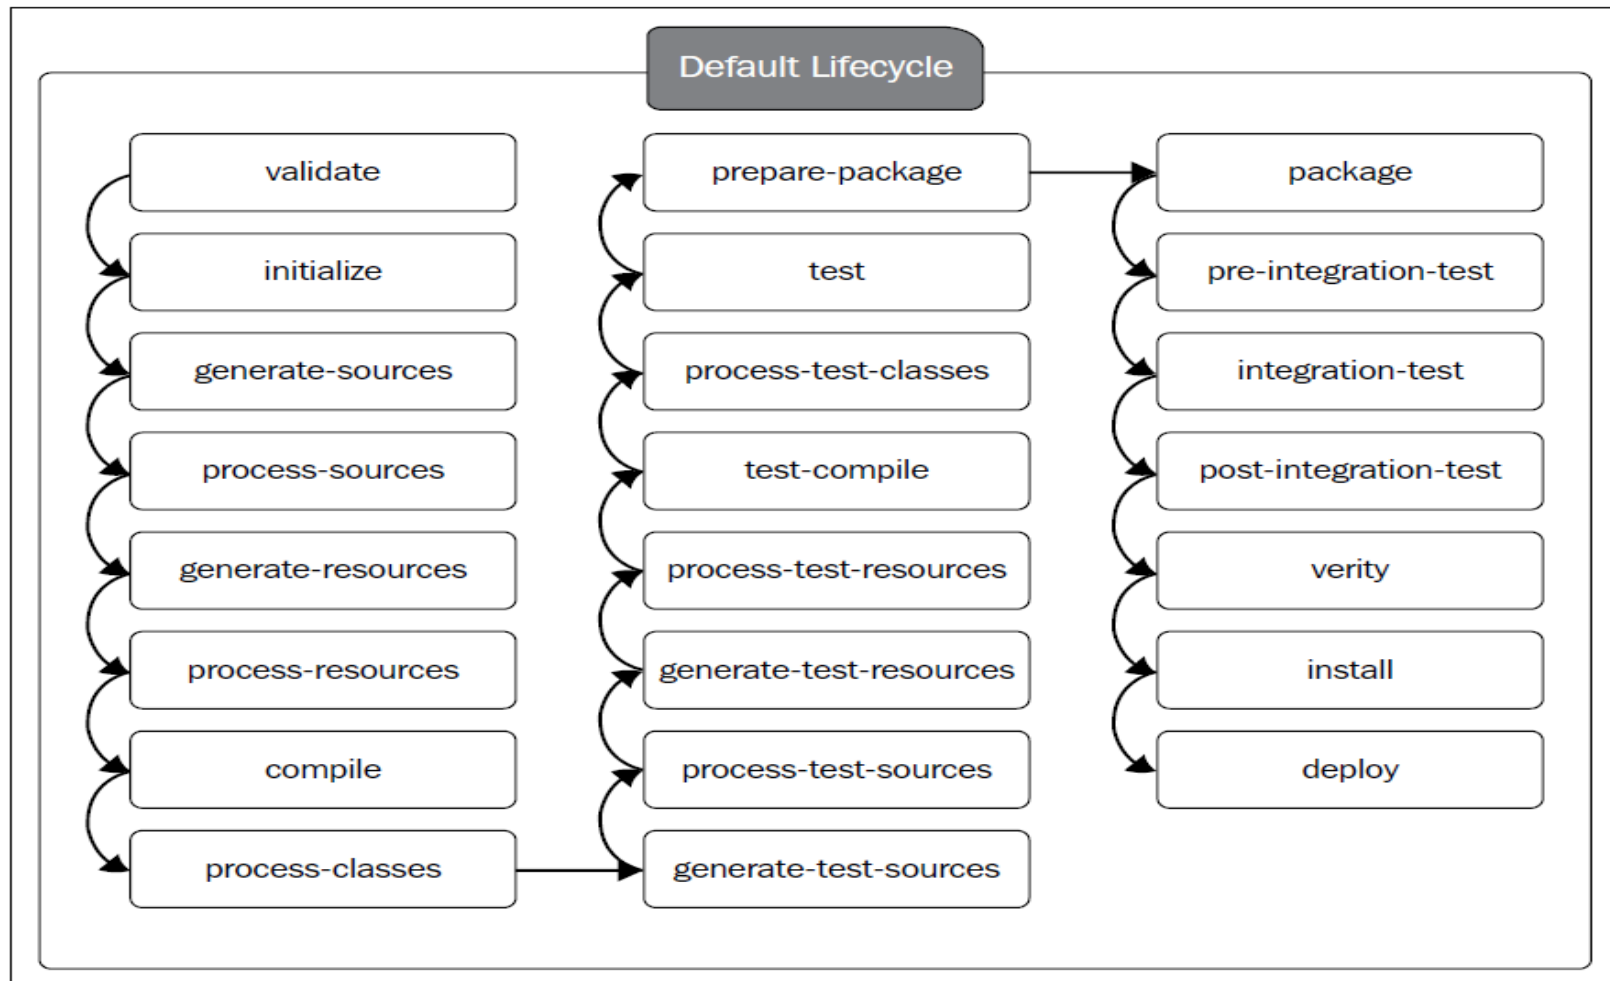 Default Lifecycle
validate
initialize
generate-sources
process-sources
generate-resources
process-resources
compile
process-classes
generate-test-sources
process-test-sources
generate-test-resources
process-test-resources
test-compile
process-test-classes
test
prepare-package
package
pre-integration-test
integration-test
post-integration-test
verity
install
deploy